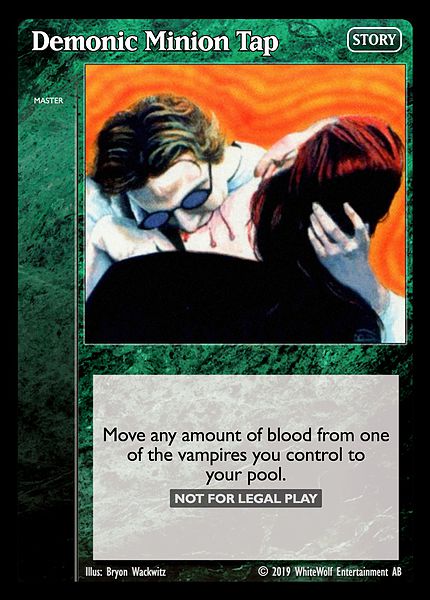 Demonic Minion Tap
STORY
MASTER
Move any amount of blood from one
of the vampires you control to
your pool.
NOT FOR LEGAL PLAY
Illus: Bryon Wackwitz
© 2019 WhiteWolf Entertainment AB